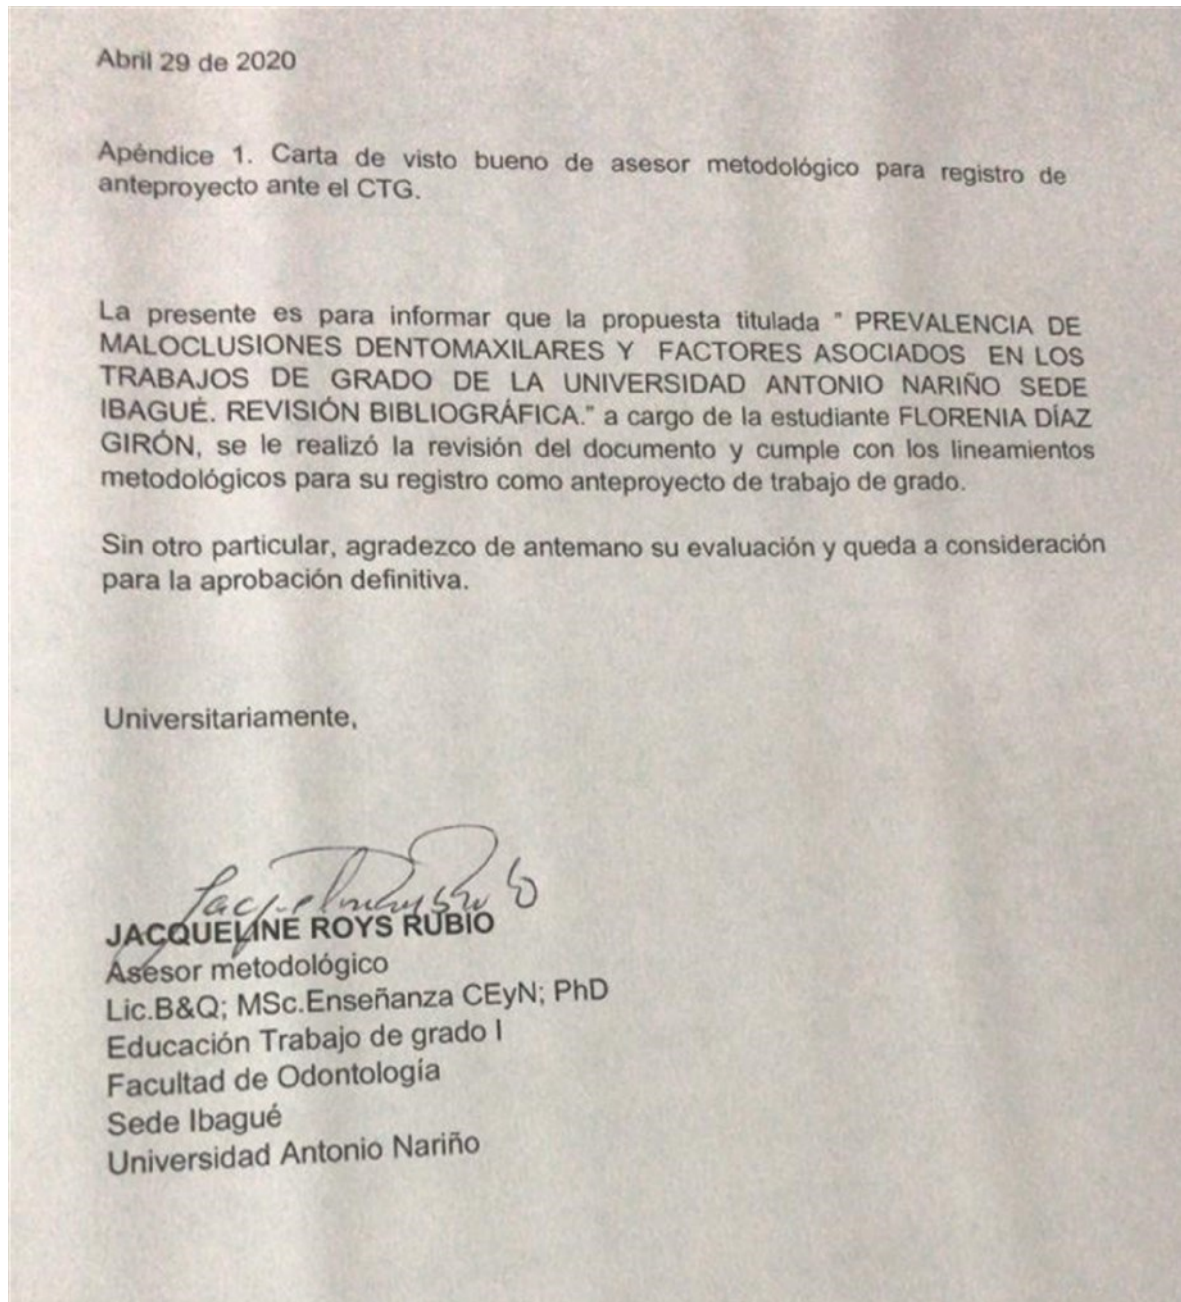 Abril 29 de 2020
Apéndice 1. Carta de visto bueno de asesor metodológico para registro de
anteproyecto ante el CTG.
La presente es para informar que la propuesta titulada " PREVALENCIA DE
MALOCLUSIONES DENTOMAXILARES Y FACTORES ASOCIADOS EN LOS
TRABAJOS DE GRADO DE LA UNIVERSIDAD ANTONIO NARIÑO SEDE
IBAGUÉ. REVISIÓN BIBLIOGRÁFICA." a cargo de la estudiante FLORENIA DÍAZ
GIRÓN, se le realizó la revisión del documento y cumple con los lineamientos
metodológicos para su registro como anteproyecto de trabajo de grado.
Sin otro particular, agradezco de antemano su evaluación y queda a consideración
para la aprobación definitiva.
Universitariamente,
JACQUELINE ROYS RUBIO
Asesor metodológico
Lic.B&Q; MSc.Enseñanza CEyN; PhD
Educación Trabajo de grado I
Facultad de Odontología
Sede Ibagué
Universidad Antonio Nariño